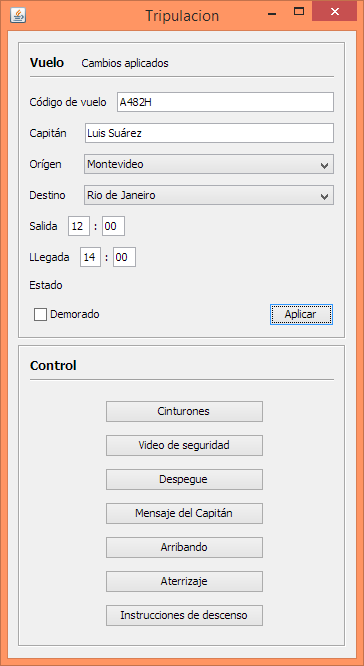 Tripulacion
Vuelo Cambios aplicados
Código de vuelo A482H
Capitán Luis Suárez
Orígen Montevideo
Destino Rio de Janeiro
Salida 12 : 00
LLegada 14 : 00
Estado
Demorado Aplicar
Control
Cinturones
Video de seguridad
Despegue
Mensaje del Capitán
Arribando
Aterrizaje
Instrucciones de descenso